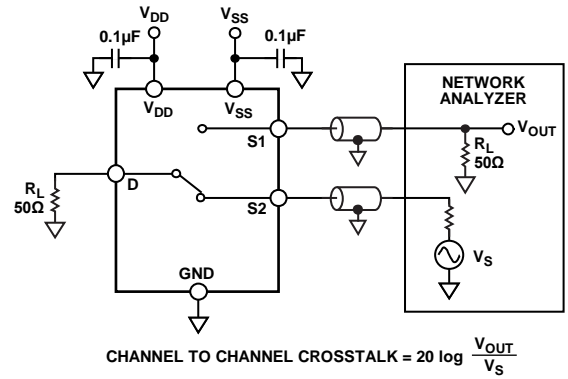 VDD
VSS
0.1µF
0.1µF
VDD
VSS
NETWORK
ANALYZER
S1
VOUT
RL
50Ω
RL
50Ω
D
S2
VS
GND
CHANNEL TO CHANNEL CROSSTALK = 20 log VOUT
VS